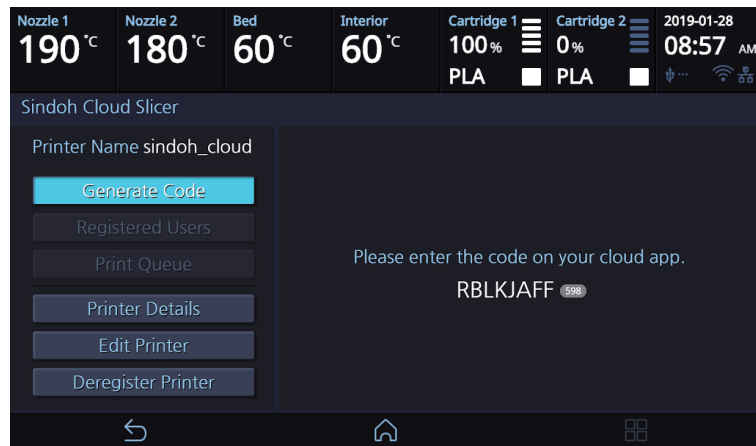 Nozzle 1
190 °C
Nozzle 2
180 °C
Bed
60 °C
Interior
60 °C
Cartridge 1
100 %
PLA
Cartridge 2
0 %
PLA
2019-01-28
08:57 AM
Sindoh Cloud Slicer
Printer Name sindoh_cloud
Generate Code
Registered Users
Print Queue
Printer Details
Edit Printer
Deregister Printer
Please enter the code on your cloud app.
RBLKJAFF 598